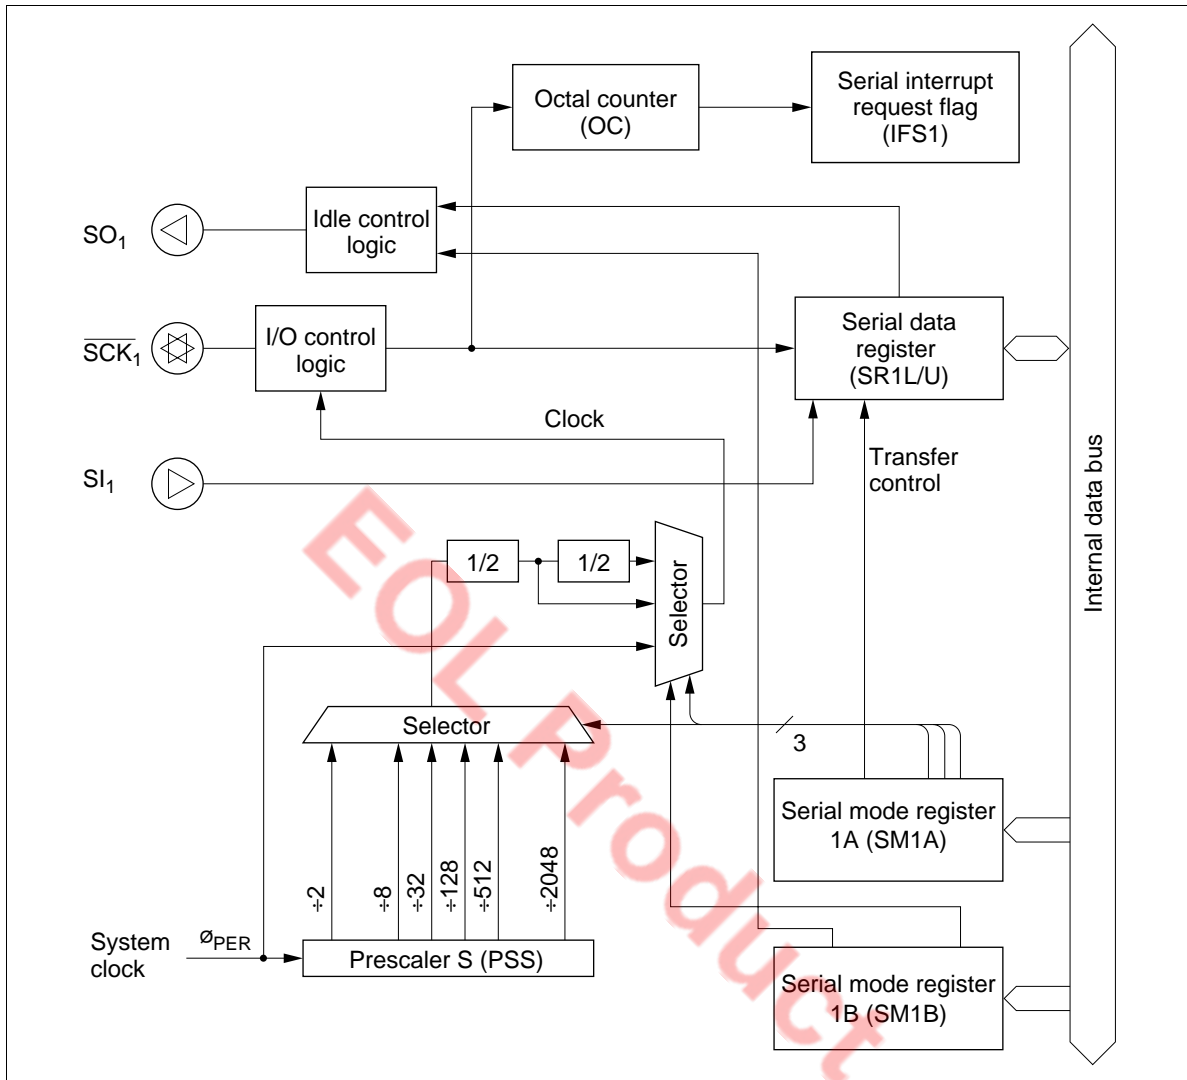 Octal counter
(OC)
Serial interrupt
request flag
(IFS1)
SO1
Idle control
logic
SCK1
I/O control
logic
Serial data
register
(SR1L/U)
Clock
SI1
Transfer
control
Internal data bus
1/2
1/2
Selector
Selector
3
Serial mode register
1A (SM1A)
÷2
÷8
÷32
÷128
÷512
÷2048
System
clock
øPER
Prescaler S (PSS)
Serial mode register
1B (SM1B)
EOL Product